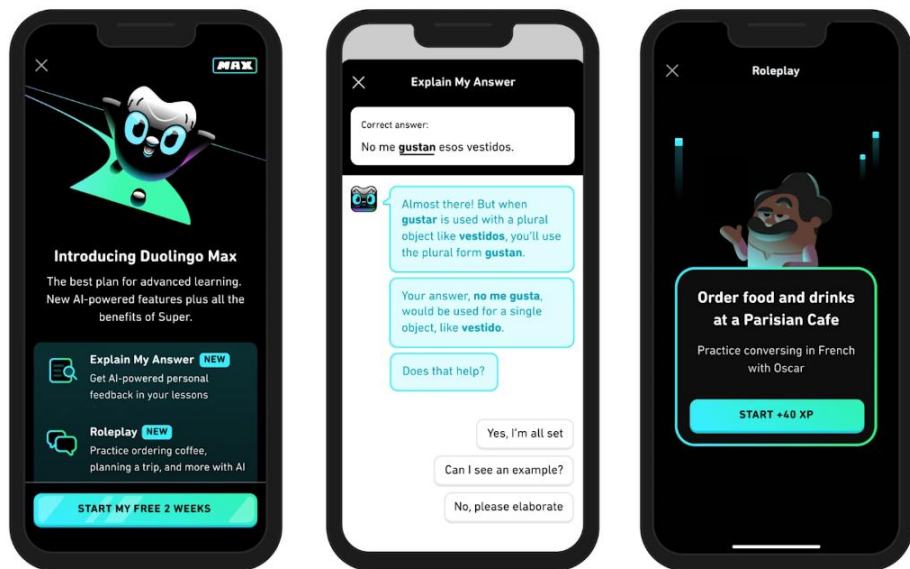 MAX
Introducing Duolingo Max
The best plan for advanced learning.
New AI-powered features plus all the
benefits of Super.
Explain My Answer NEW
Get AI-powered personal
feedback in your lessons
Roleplay NEW
Practice ordering coffee,
planning a trip, and more with AI
START MY FREE 2 WEEKS
Explain My Answer
Correct answer:
No me gustan esos vestidos.
Almost there! But when
gustar is used with a plural
object like vestidos, you'll use
the plural form gustan.
Your answer, no me gusta,
would be used for a single
object, like vestido.
Does that help?
Yes, I'm all set
Can I see an example?
No, please elaborate
Roleplay
Order food and drinks
at a Parisian Cafe
Practice conversing in French
with Oscar
START +40 XP